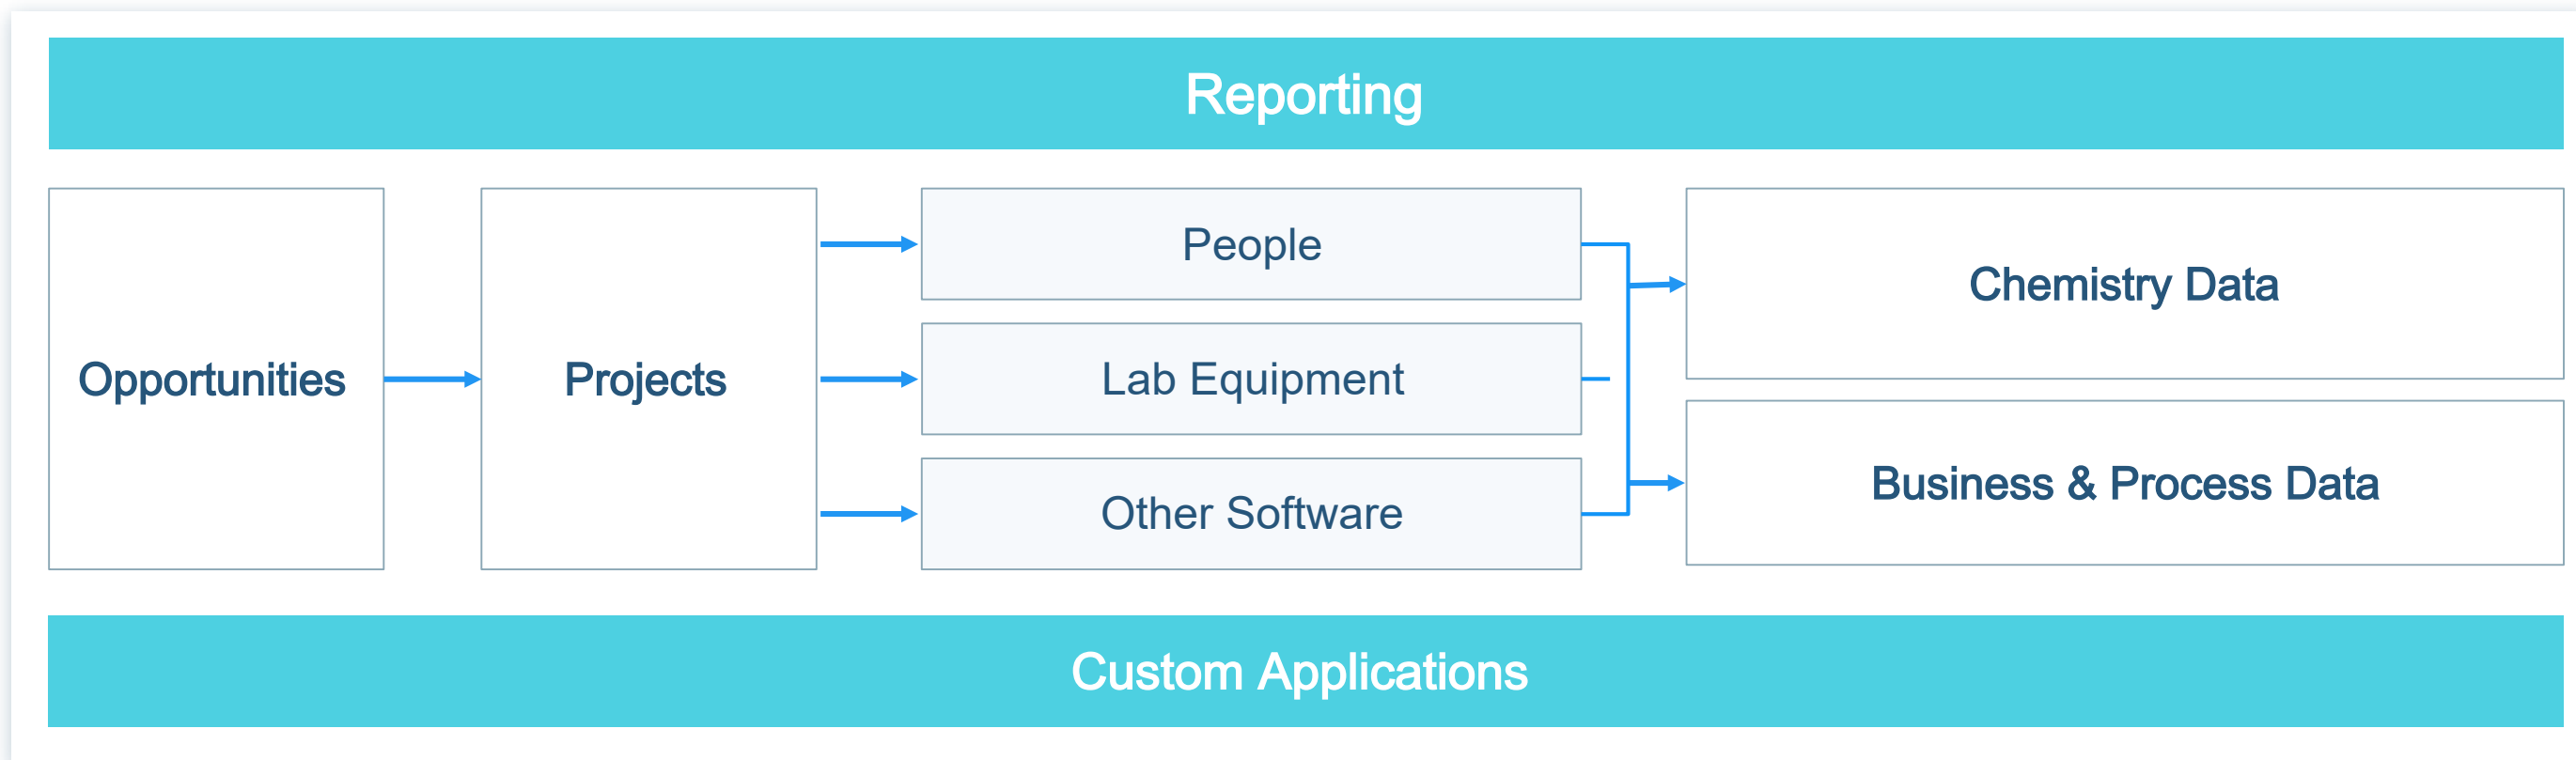 Reporting
Opportunities
Projects
People
Lab Equipment
Other Software
Chemistry Data
Business & Process Data
Custom Applications